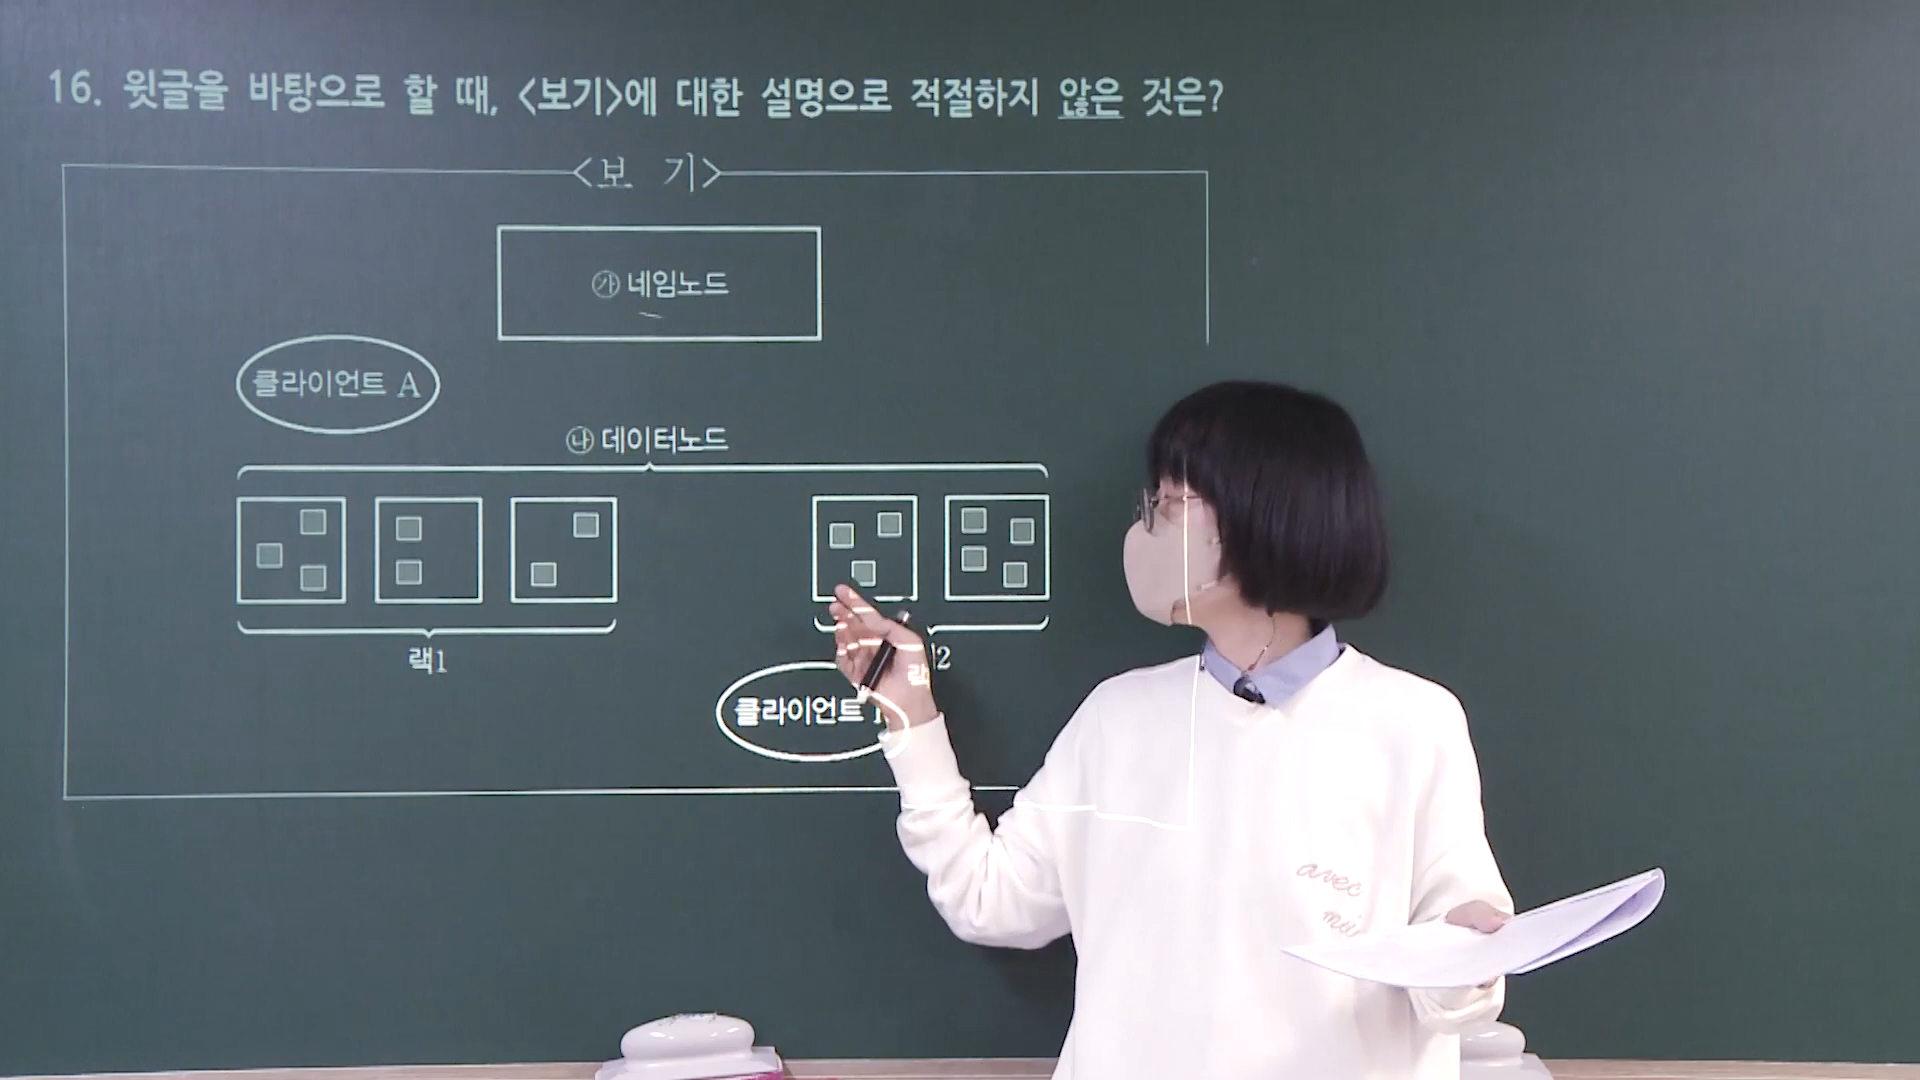 16. 윗글을 바탕으로 할 때, <보기>에 대한 설명으로 적절하지 않은 것은?
<보 기>
㉮ 네임노드
클라이언트 A
㉯ 데이터노드
랙1
2
클라이언트
avec